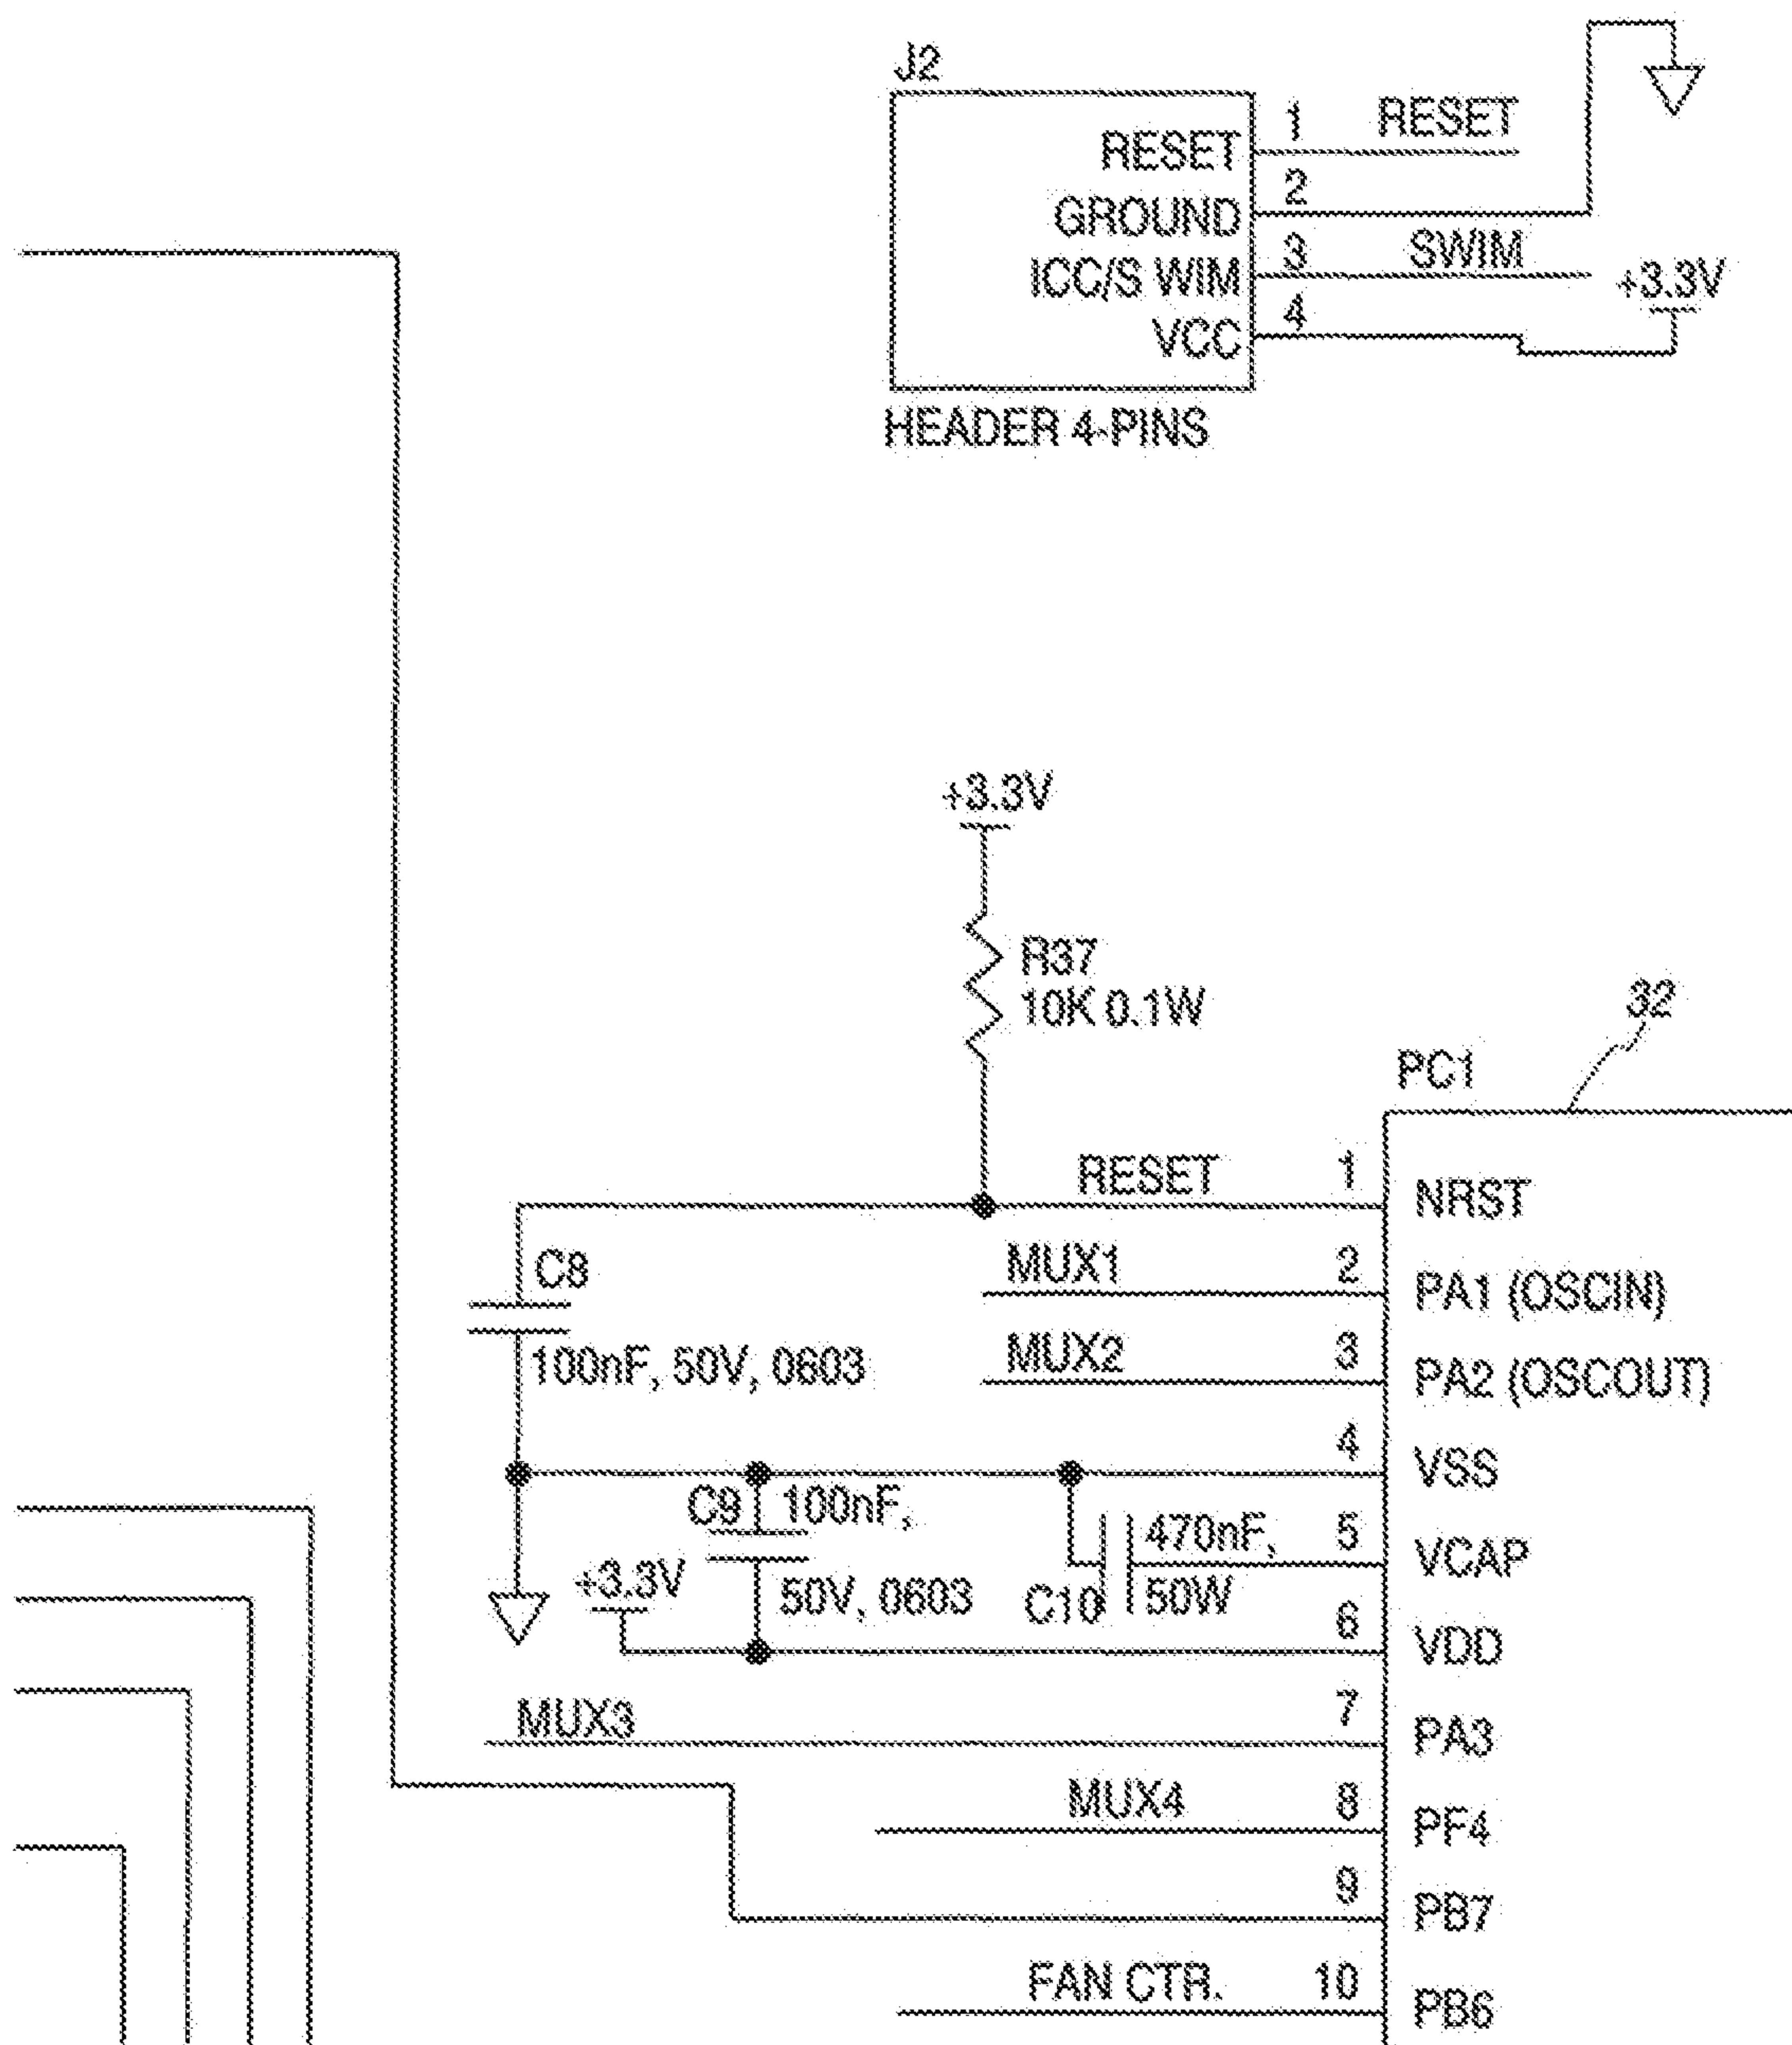 J2
RESET
1
RESET
GROUND
2
ICC/S WIM
3
SWIM
VCC
4
+3.3V
HEADER 4-PINS
+3.3V
R37
10K 0.1W
32
PC1
RESET
1
NRST
C8
100nF, 50V, 0603
MUX1
2
PA1 (OSCIN)
MUX2
3
PA2 (OSCOUT)
4
VSS
C9
100nF,
50V, 0603
+3.3V
C10
470nF,
50W
5
VCAP
6
VDD
MUX3
7
PA3
MUX4
8
PF4
9
PB7
FAN CTR.
10
PB6